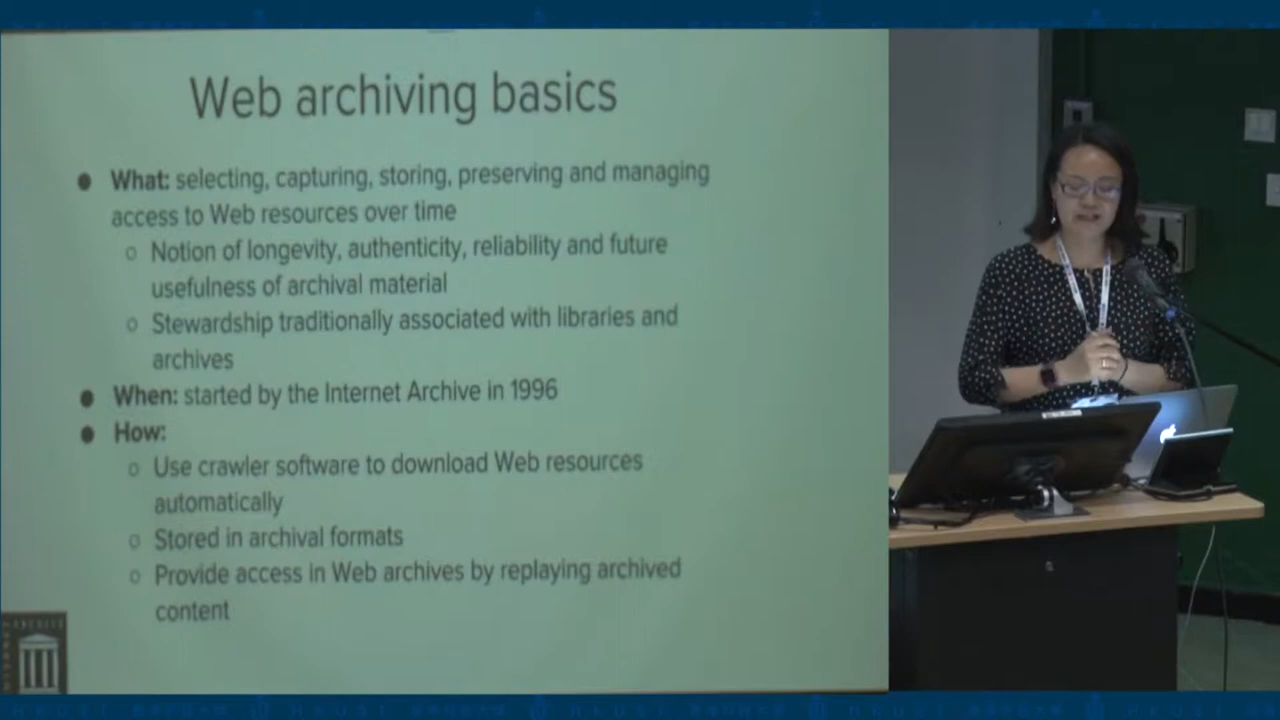 Web archiving basics
● What: selecting, capturing, storing, preserving and managing
access to Web resources over time
○ Notion of longevity, authenticity, reliability and future
usefulness of archival material
○ Stewardship traditionally associated with libraries and
archives
● When: started by the Internet Archive in 1996
● How:
○ Use crawler software to download Web resources
automatically
○ Stored in archival formats
○ Provide access in Web archives by replaying archived
content
INTERNET ARCHIVE